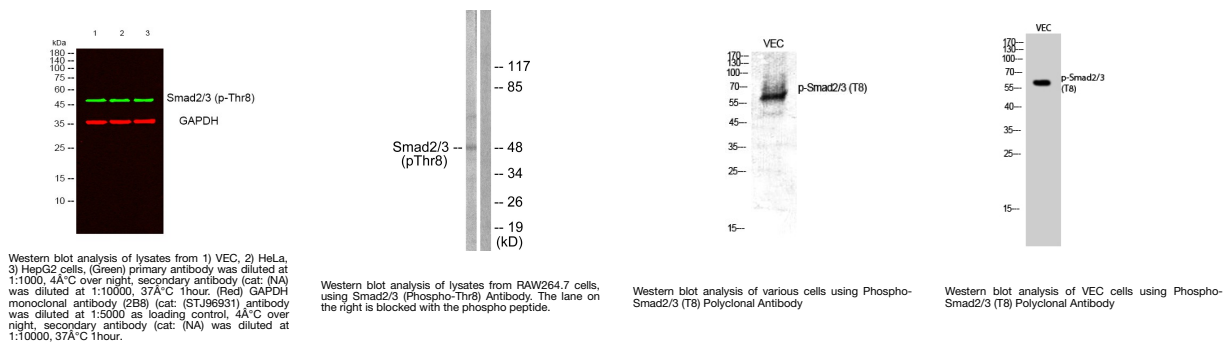 1 2 3
kDa
180 --
140 --
100 --
75 --
60 --
45 --
35 --
25 --
15 --
10 --
Smad2/3 (p-Thr8)
GAPDH
Western blot analysis of lysates from 1) VEC, 2) HeLa,
3) HepG2 cells, (Green) primary antibody was diluted at
1:1000, 4Â°C over night, secondary antibody (cat: (NA)
was diluted at 1:10000, 37Â°C 1hour. (Red) GAPDH
monoclonal antibody (2B8) (cat: (STJ96931) antibody
was diluted at 1:5000 as loading control, 4Â°C over
night, secondary antibody (cat: (NA) was diluted at
1:10000, 37Â°C 1hour.
Smad2/3 --
(pThr8)
-- 117
-- 85
-- 48
-- 34
-- 26
-- 19
(kD)
Western blot analysis of lysates from RAW264.7 cells,
using Smad2/3 (Phospho-Thr8) Antibody. The lane on
the right is blocked with the phospho peptide.
VEC
170---
130---
100---
70---
55---
45---
35---
25---
15---
p-Smad2/3 (T8)
Western blot analysis of various cells using Phospho-
Smad2/3 (T8) Polyclonal Antibody
VEC
170---
130---
100---
70---
55---
40---
35---
25---
15---
p-Smad2/3
(T8)
Western blot analysis of VEC cells using Phospho-
Smad2/3 (T8) Polyclonal Antibody